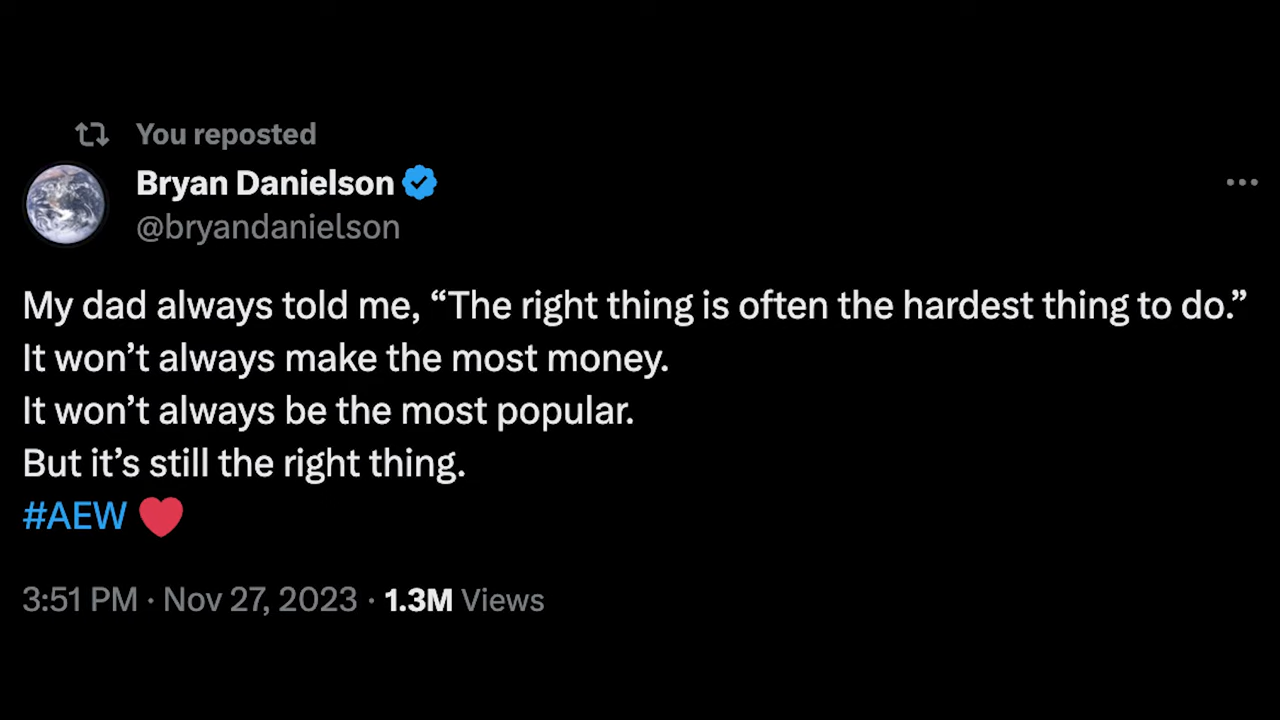 You reposted
Bryan Danielson
@bryandanielson
My dad always told me, “The right thing is often the hardest thing to do.”
It won’t always make the most money.
It won’t always be the most popular.
But it’s still the right thing.
#AEW ❤️
3:51 PM · Nov 27, 2023 · 1.3M Views